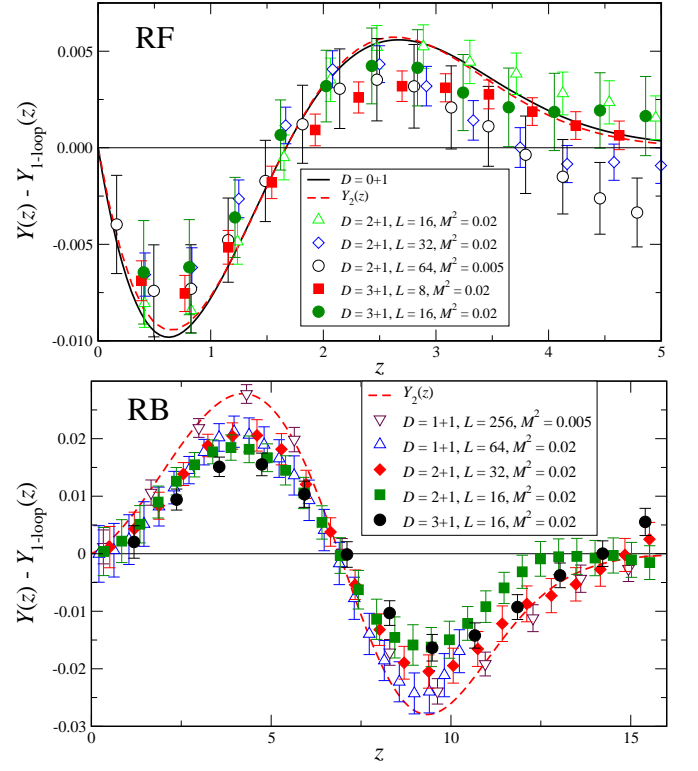 RF
0.005
0.000
-0.005
-0.010
Y(z) - Y1-loop(z)
D = 0+1
Y2(z)
D = 2+1, L = 16, M² = 0.02
D = 2+1, L = 32, M² = 0.02
D = 2+1, L = 64, M² = 0.005
D = 3+1, L = 8, M² = 0.02
D = 3+1, L = 16, M² = 0.02
0 1 2 3 4 5
z
RB
0.02
0.01
0
-0.01
-0.02
-0.03
Y(z) - Y1-loop(z)
Y2(z)
D = 1+1, L = 256, M² = 0.005
D = 1+1, L = 64, M² = 0.02
D = 2+1, L = 32, M² = 0.02
D = 2+1, L = 16, M² = 0.02
D = 3+1, L = 16, M² = 0.02
0 5 10 15
z